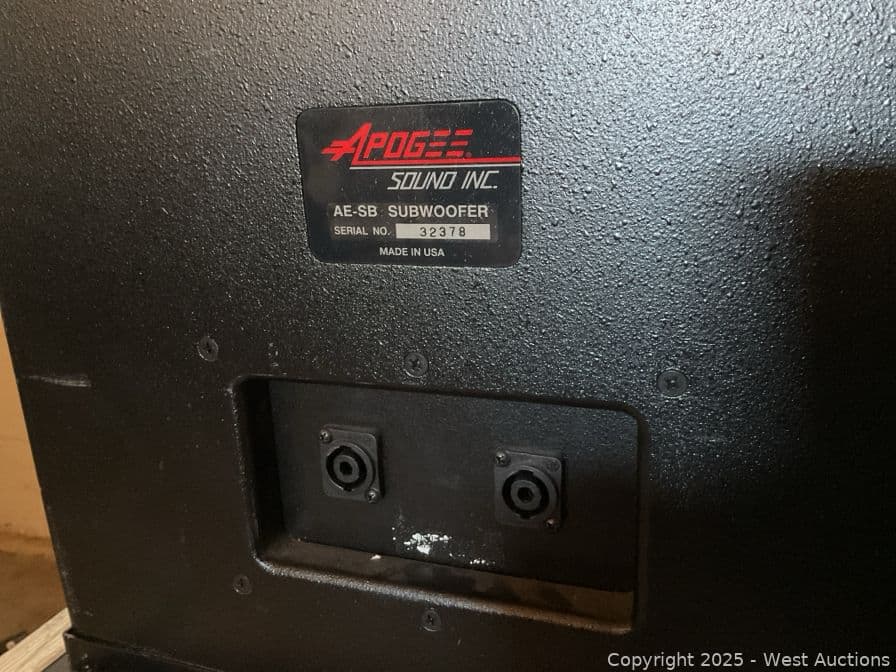 APOGEE
SOUND INC.
AE-SB SUBWOOFER
SERIAL NO. 32378
MADE IN USA
Copyright 2025 - West Auctions